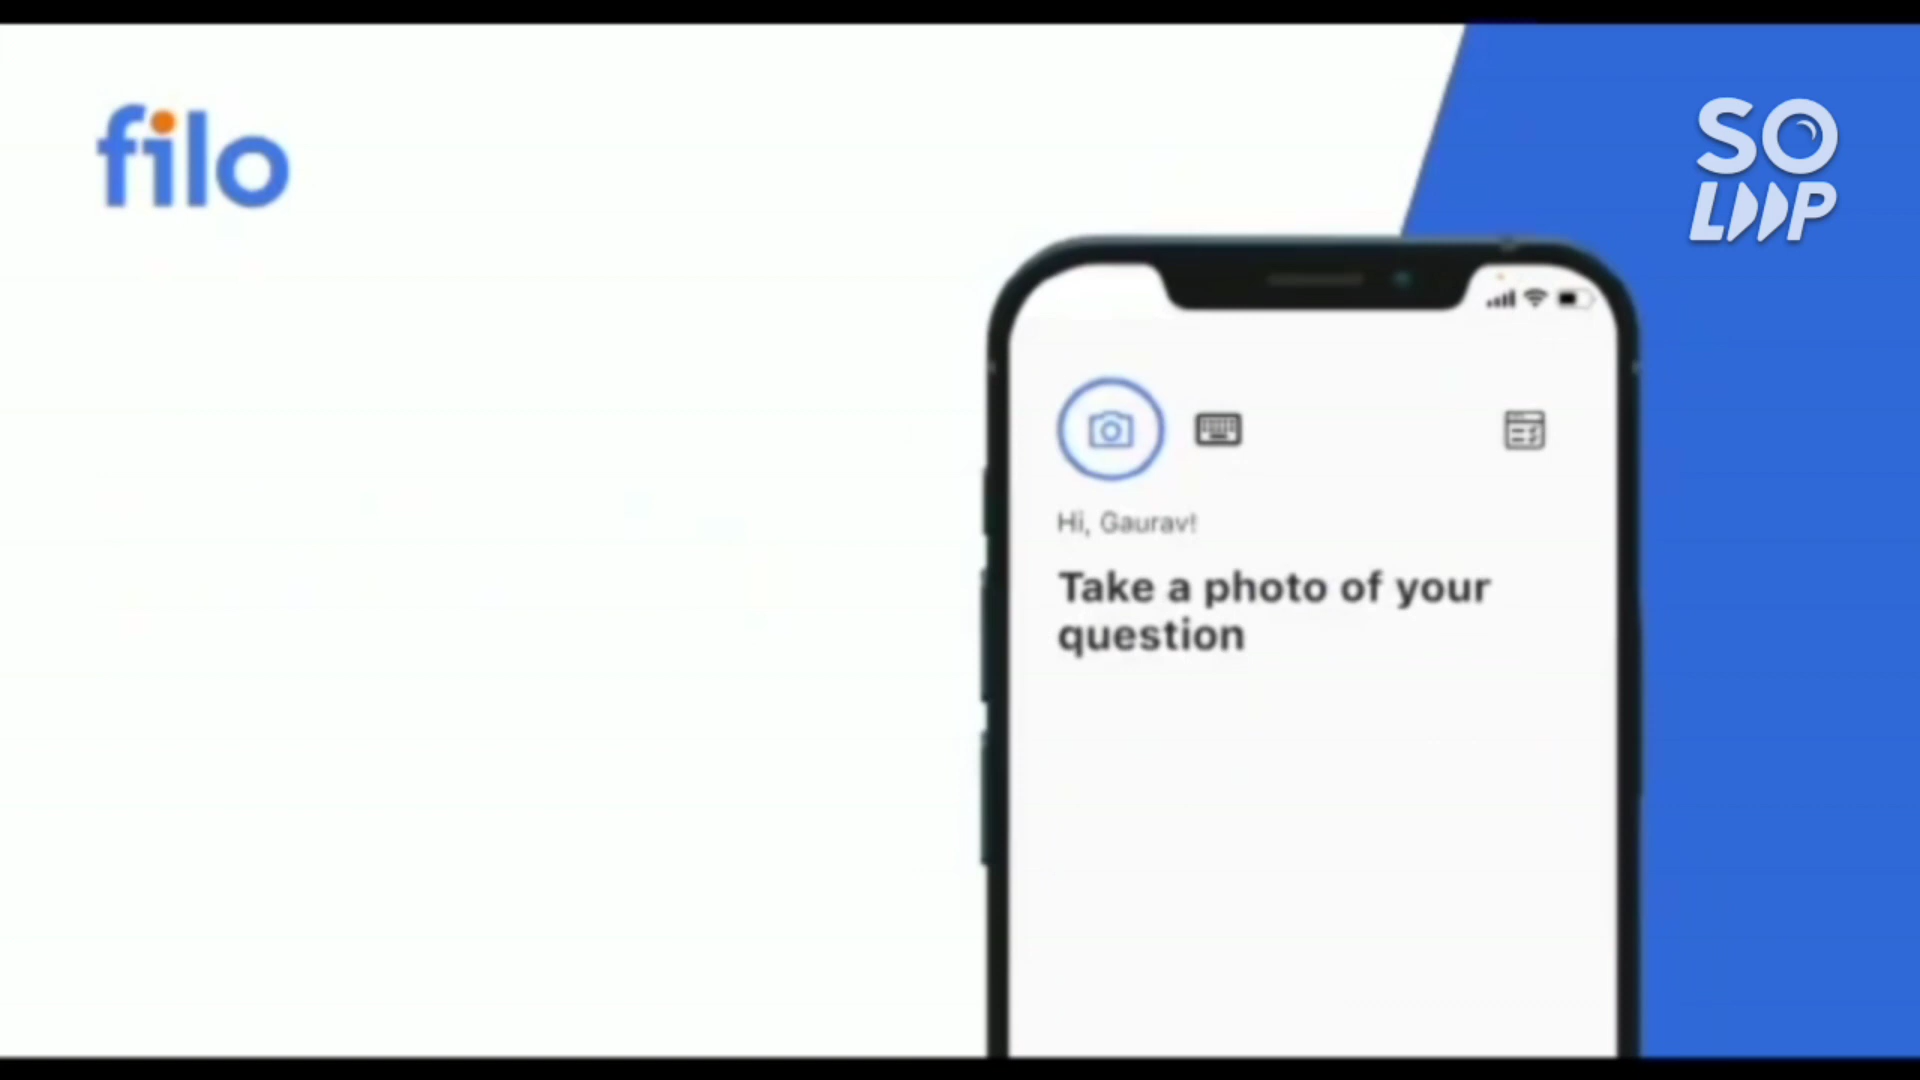 filo
SO
LOOP
Hi, Gaurav!
Take a photo of your
question